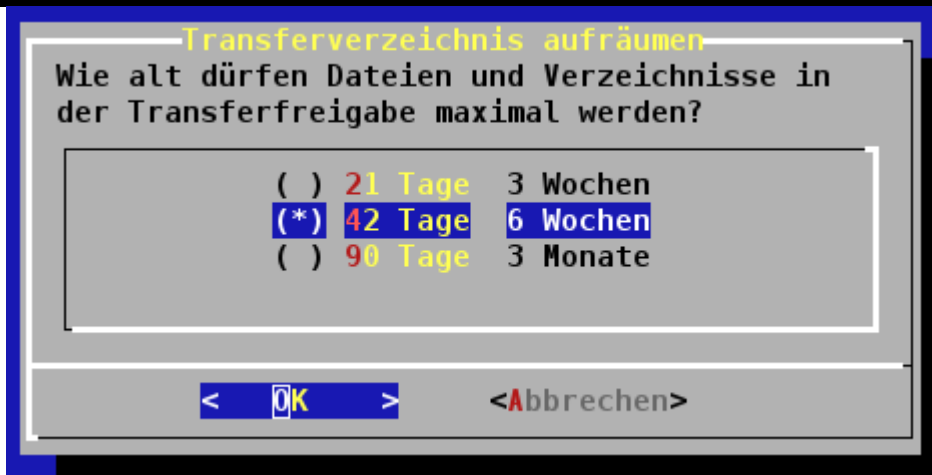 Transferverzeichnis aufräumen
Wie alt dürfen Dateien und Verzeichnisse in
der Transferfreigabe maximal werden?
( ) 21 Tage 3 Wochen
(*) 42 Tage 6 Wochen
( ) 90 Tage 3 Monate
< OK > <Abbrechen>